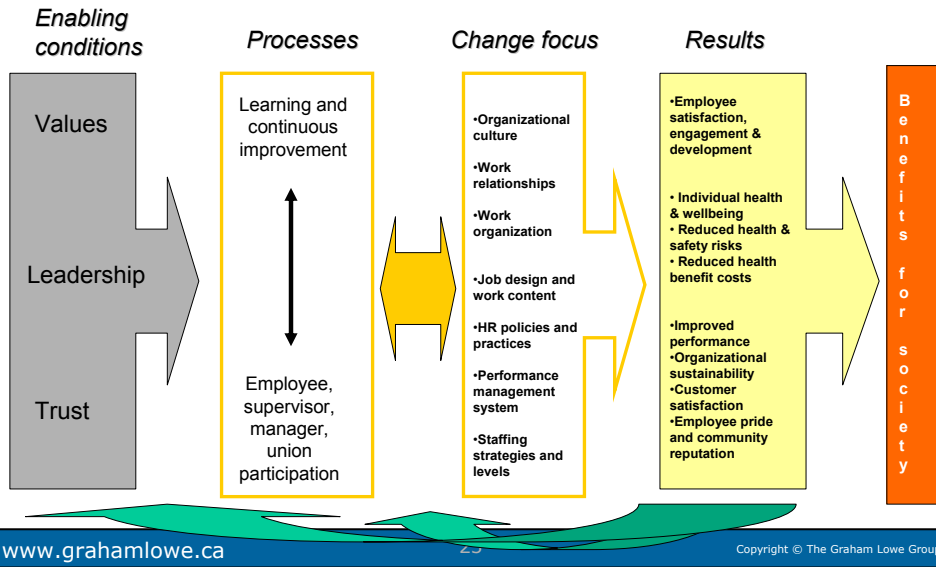 Enabling
conditions
Processes
Change focus
Results
Values
Leadership
Trust
Learning and
continuous
improvement
Employee,
supervisor,
manager,
union
participation
•Organizational
culture
•Work
relationships
•Work
organization
•Job design and
work content
•HR policies and
practices
•Performance
management
system
•Staffing
strategies and
levels
•Employee
satisfaction,
engagement &
development
• Individual health
& wellbeing
• Reduced health &
safety risks
• Reduced health
benefit costs
•Improved
performance
•Organizational
sustainability
•Customer
satisfaction
•Employee pride
and community
reputation
Benefits for society
www.grahamlowe.ca
Copyright © The Graham Lowe Group